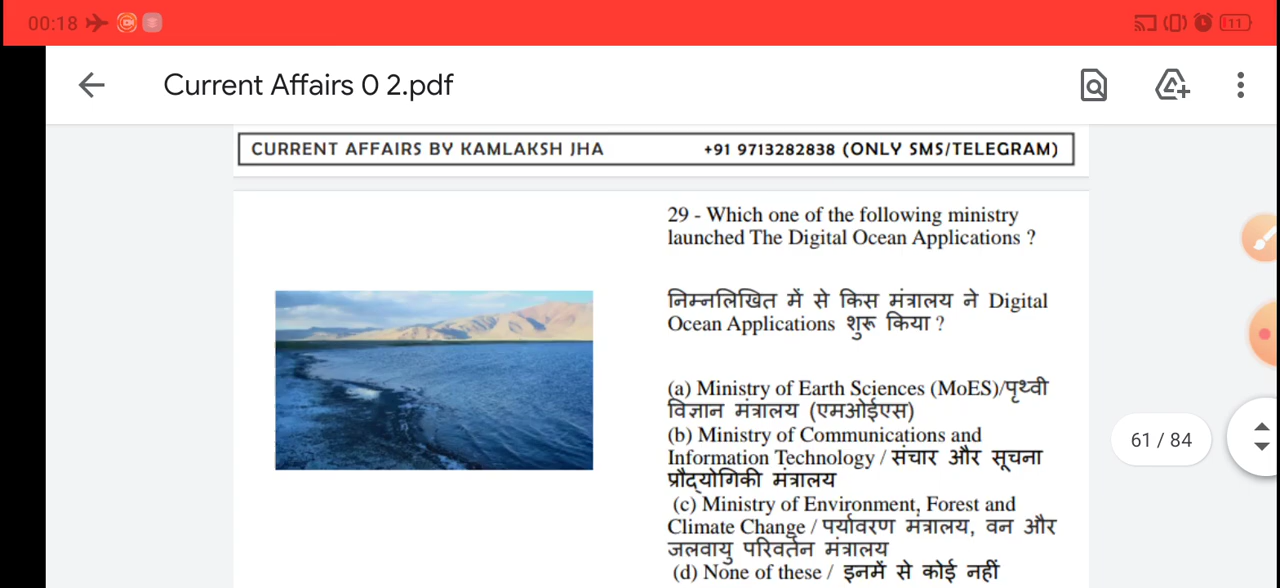 00:18
11
Current Affairs 0 2.pdf
CURRENT AFFAIRS BY KAMLAKSH JHA +91 9713282838 (ONLY SMS/TELEGRAM)
29 - Which one of the following ministry
launched The Digital Ocean Applications ?
निम्नलिखित में से किस मंत्रालय ने Digital
Ocean Applications शुरू किया ?
(a) Ministry of Earth Sciences (MoES)/पृथ्वी
विज्ञान मंत्रालय (एमओईएस)
(b) Ministry of Communications and
Information Technology / संचार और सूचना
प्रौद्योगिकी मंत्रालय
(c) Ministry of Environment, Forest and
Climate Change / पर्यावरण मंत्रालय, वन और
जलवायु परिवर्तन मंत्रालय
(d) None of these / इनमें से कोई नहीं
61 / 84